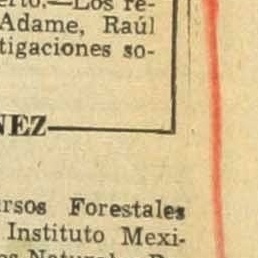 erto.—Los re-
Adame, Raúl
tigaciones so-
NEZ
rsos Forestales
Instituto Mexi-